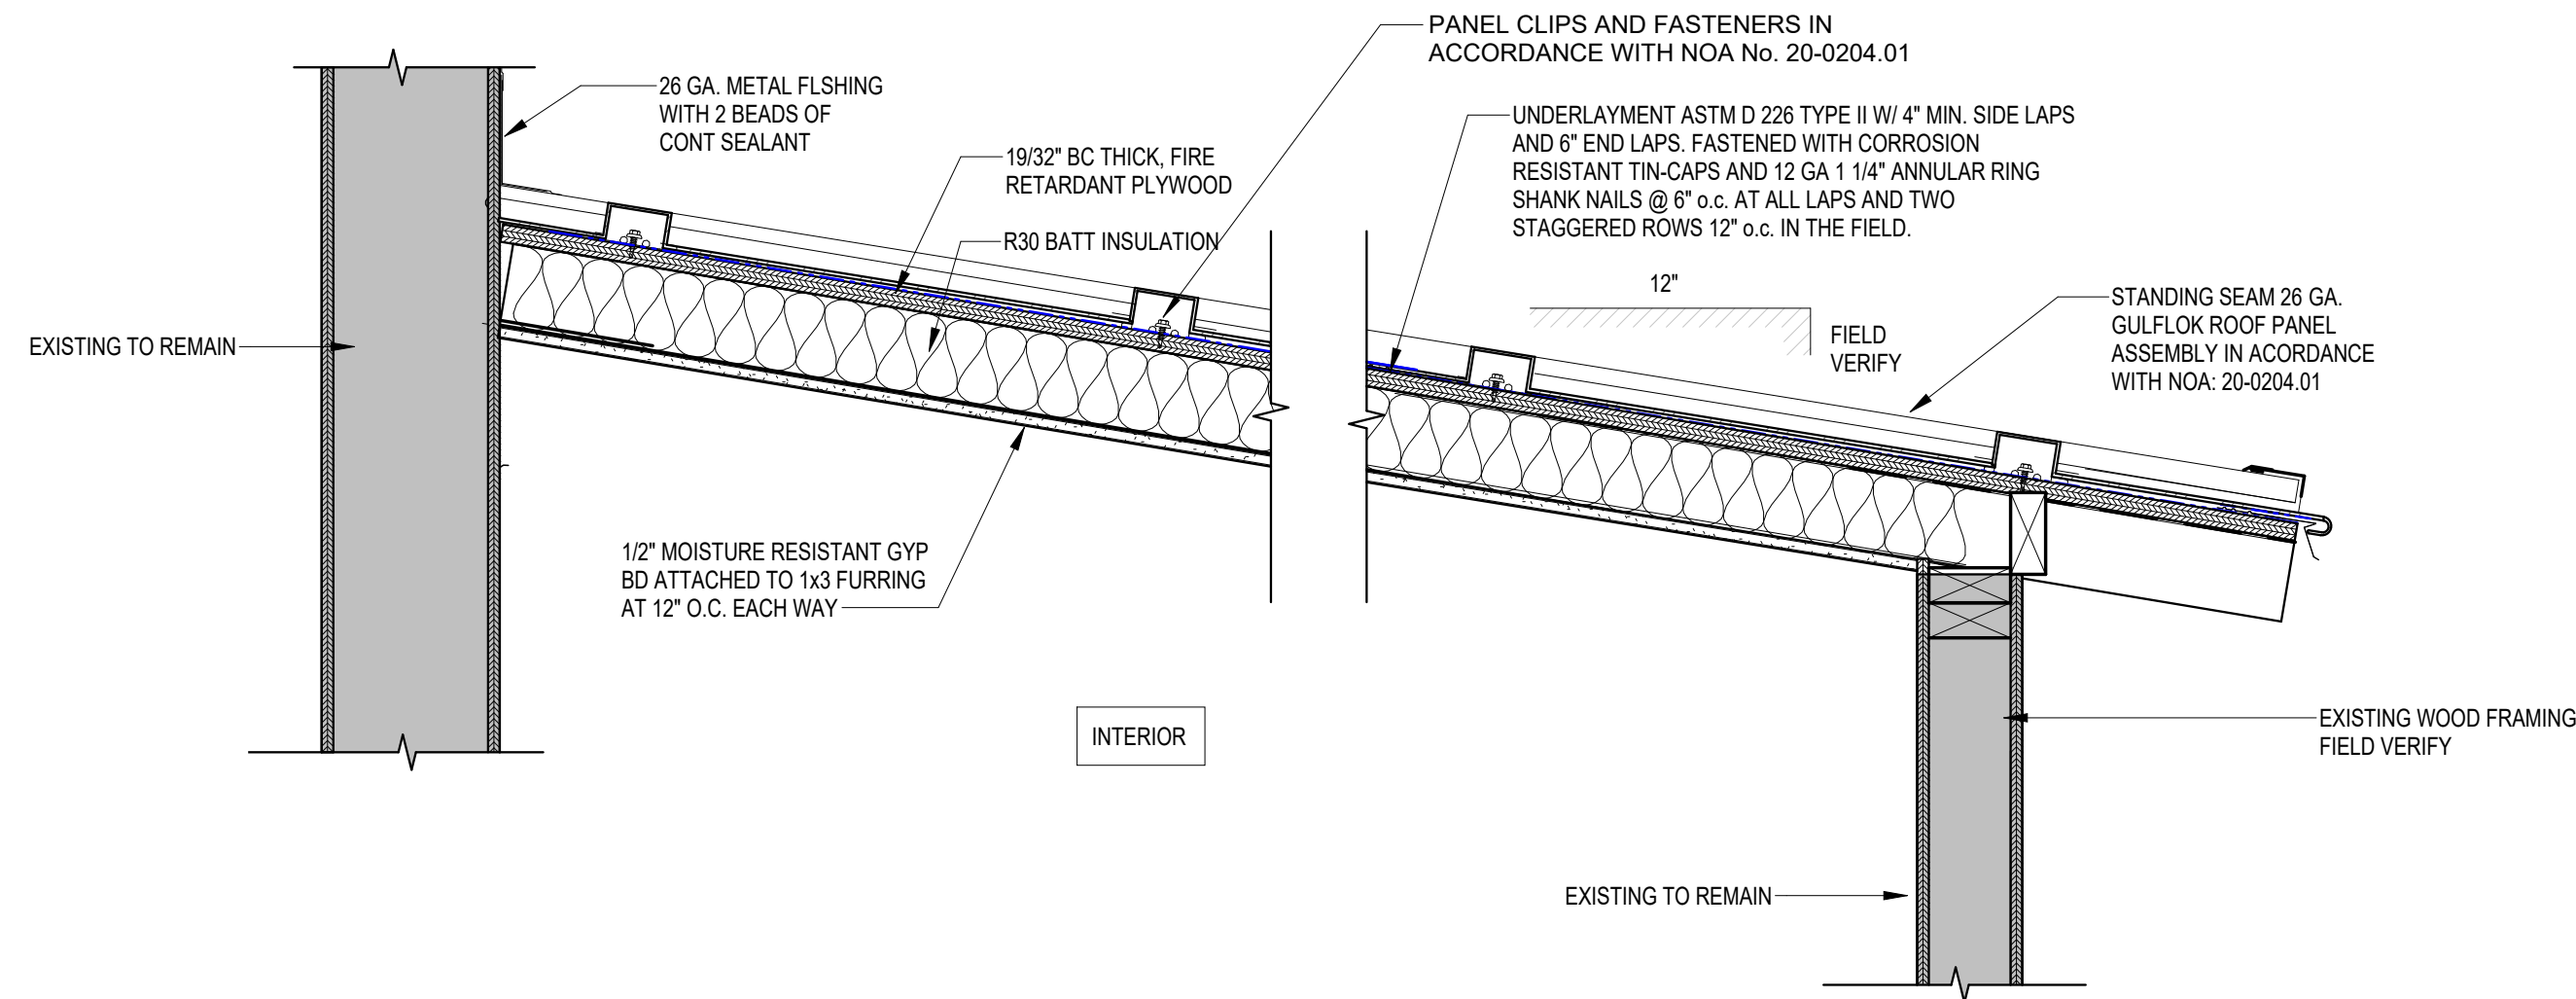 PANEL CLIPS AND FASTENERS IN
ACCORDANCE WITH NOA No. 20-0204.01
26 GA. METAL FLSHING
WITH 2 BEADS OF
CONT SEALANT
UNDERLAYMENT ASTM D 226 TYPE II W/ 4" MIN. SIDE LAPS
AND 6" END LAPS. FASTENED WITH CORROSION
RESISTANT TIN-CAPS AND 12 GA 1 1/4" ANNULAR RING
SHANK NAILS @ 6" o.c. AT ALL LAPS AND TWO
STAGGERED ROWS 12" o.c. IN THE FIELD.
19/32" BC THICK, FIRE
RETARDANT PLYWOOD
R30 BATT INSULATION
12"
FIELD
VERIFY
STANDING SEAM 26 GA.
GULFLOK ROOF PANEL
ASSEMBLY IN ACORDANCE
WITH NOA: 20-0204.01
EXISTING TO REMAIN
1/2" MOISTURE RESISTANT GYP
BD ATTACHED TO 1x3 FURRING
AT 12" O.C. EACH WAY
INTERIOR
EXISTING WOOD FRAMING
FIELD VERIFY
EXISTING TO REMAIN